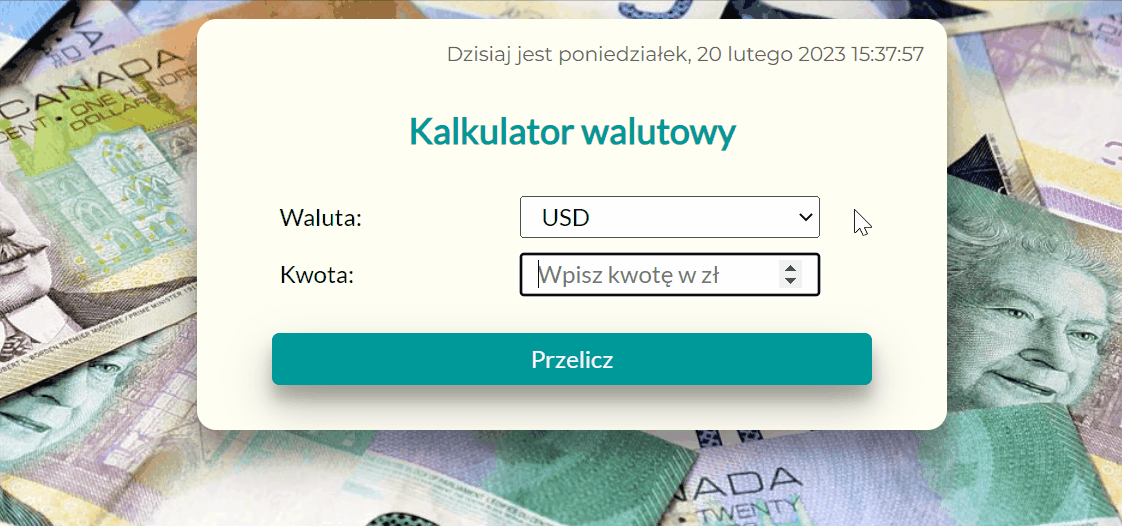 Dzisiaj jest poniedziałek, 20 lutego 2023 15:37:57
Kalkulator walutowy
Waluta:
USD
Kwota:
Wpisz kwotę w zł
Przelicz
CANADA
ONE HUNDRED
DOLLARS
CANADA
TWENTY